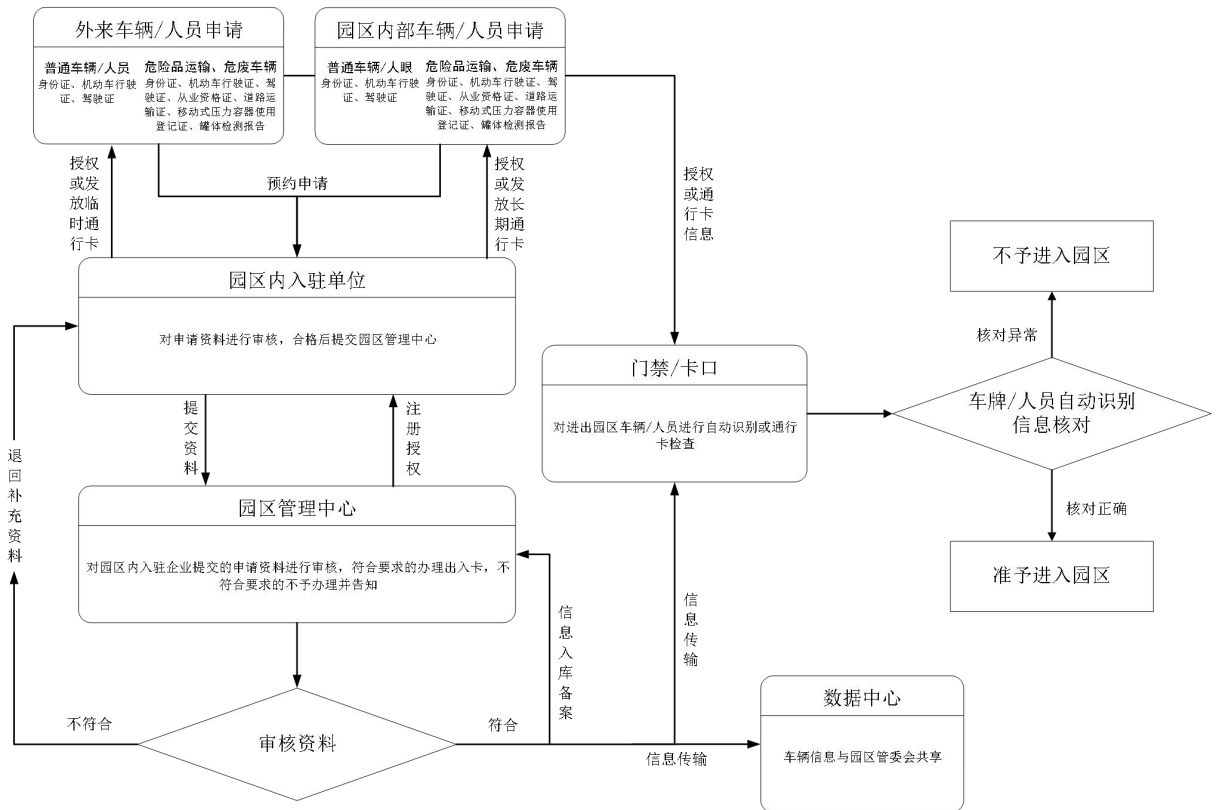 外来车辆/人员申请
普通车辆/人员
身份证、机动车行驶
证、驾驶证
危险品运输、危废车辆
身份证、机动车行驶证、驾
驶证、从业资格证、道路运
输证、移动式压力容器使用
登记证、罐体检测报告
园区内部车辆/人员申请
普通车辆/人眼
身份证、机动车行驶
证、驾驶证
危险品运输、危废车辆
身份证、机动车行驶证、驾
驶证、从业资格证、道路运
输证、移动式压力容器使用
登记证、罐体检测报告
授权
或发
放临
时通
行卡
预约申请
授权
或发
放长
期通
行卡
授权
或通
行卡
信息
园区内入驻单位
对申请资料进行审核，合格后提交园区管理中心
提交资料
注册授权
退回补充资料
园区管理中心
对园区内入驻企业提交的申请资料进行审核，符合要求的办理出入卡，不
符合要求的不予办理并告知
审核资料
不符合
符合
信息入库备案
信息传输
信息传输
门禁/卡口
对进出园区车辆/人员进行自动识别或通行
卡检查
车牌/人员自动识别
信息核对
核对异常
不予进入园区
核对正确
准予进入园区
数据中心
车辆信息与园区管委会共享